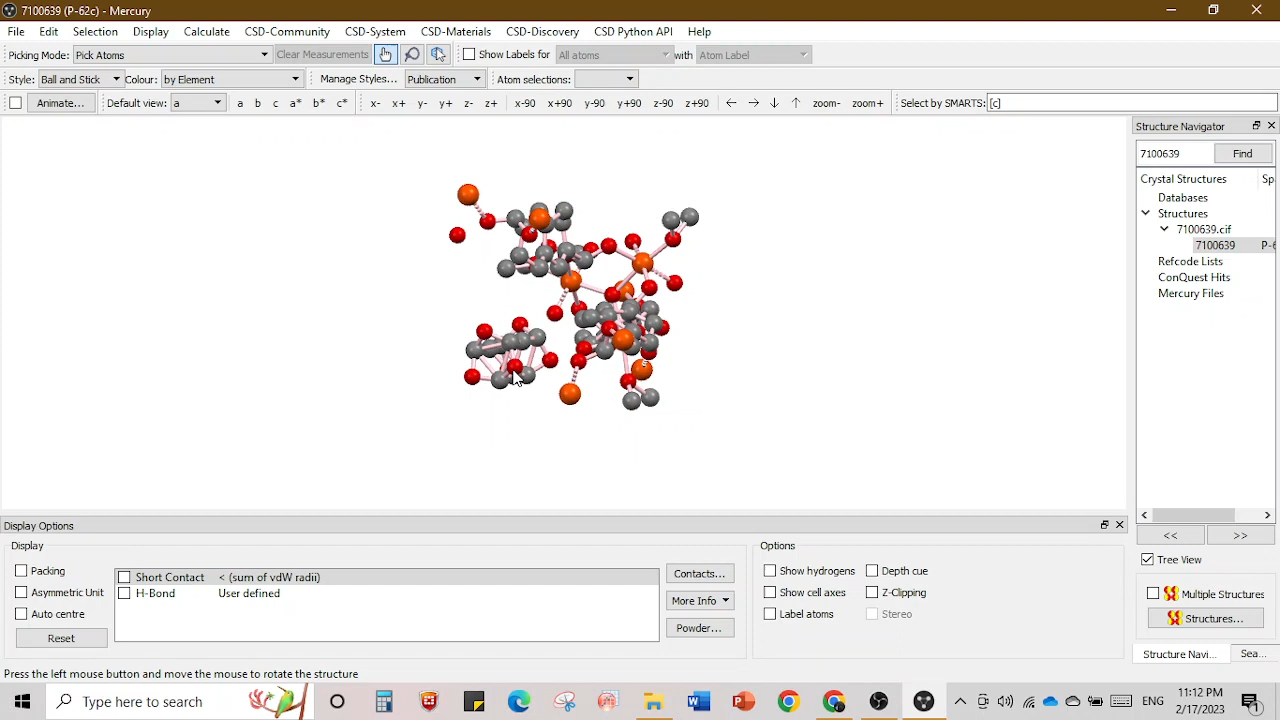 7100639 (P-62c) - Mercury
File Edit Selection Display Calculate CSD-Community CSD-System CSD-Materials CSD-Discovery CSD Python API Help
Picking Mode: Pick Atoms Clear Measurements Show Labels for All atoms with Atom Label
Style: Ball and Stick Colour: by Element Manage Styles... Publication Atom selections:
Animate... Default view: a a b c a* b* c* x- x+ y- y+ z- z+ x-90 x+90 y-90 y+90 z-90 z+90 ← → ↓ ↑ zoom- zoom+ Select by SMARTS: [c]
Structure Navigator
7100639 Find
Crystal Structures Sp
Databases
Structures
7100639.cif
7100639 P-6
Refcode Lists
ConQuest Hits
Mercury Files
<< >>
Tree View
Multiple Structures
Structures...
Structure Navi... Sea...
Display Options
Display
Packing
Asymmetric Unit
Auto centre
Reset
Short Contact < (sum of vdW radii)
H-Bond User defined
Contacts...
More Info
Powder...
Options
Show hydrogens Depth cue
Show cell axes Z-Clipping
Label atoms Stereo
Press the left mouse button and move the mouse to rotate the structure
Type here to search
ENG
11:12 PM
2/17/2023
1